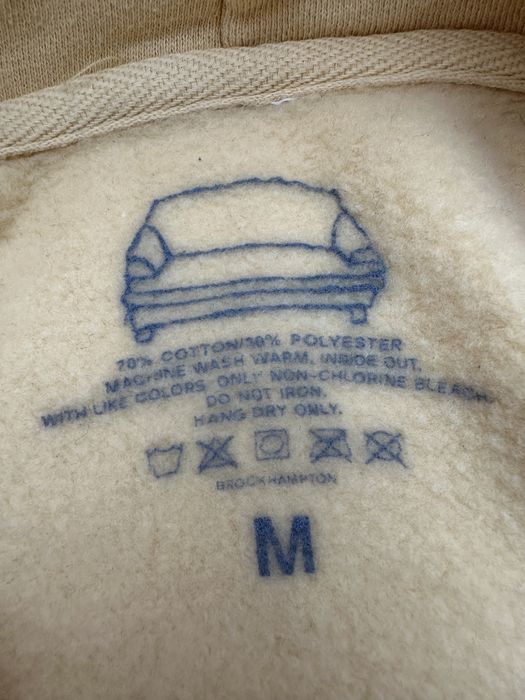 70% COTTON/30% POLYESTER
MACHINE WASH WARM, INSIDE OUT,
WITH LIKE COLORS, ONLY NON-CHLORINE BLEACH.
DO NOT IRON.
HANG DRY ONLY.
BROCKHAMPTON
M